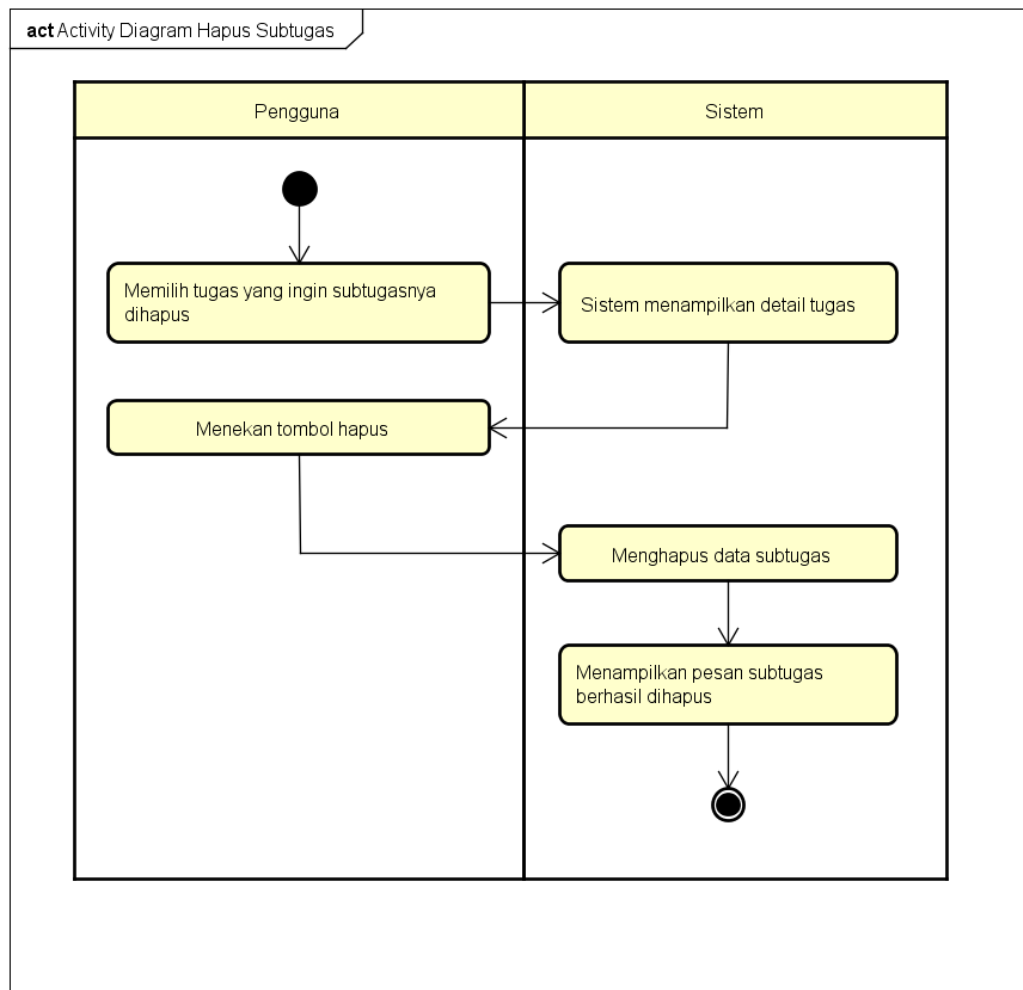 act Activity Diagram Hapus Subtugas
Pengguna
Sistem
Memilih tugas yang ingin subtugasnya
dihapus
Sistem menampilkan detail tugas
Menekan tombol hapus
Menghapus data subtugas
Menampilkan pesan subtugas
berhasil dihapus